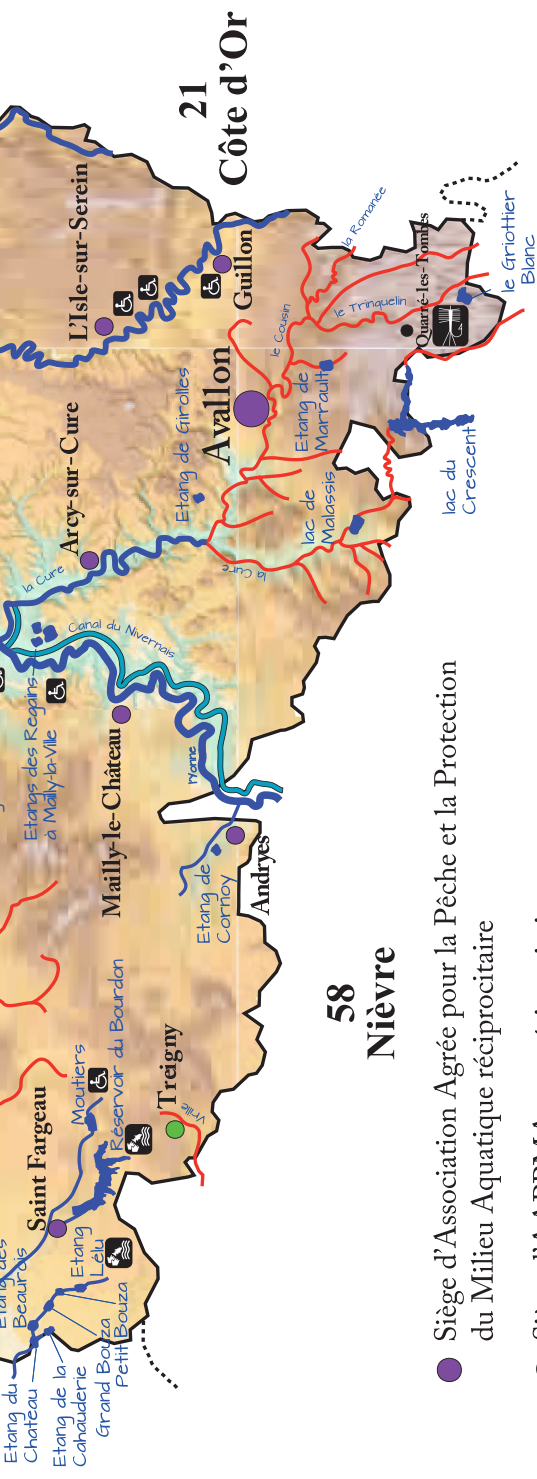 Etang des
Beaurois
Etang du
Chateau
Etang de la
Cahauderie
Grand Bouza
Petit Bouza
Etang
Lélu
Saint Fargeau
Moutiers
Réservoir du Bourdon
Treigny
Vrille
Etangs des Regains
à Mailly-la-Ville
Mailly-le-Château
l'Yonne
Canal du Nivernais
Etang de
Cornoy
Andryes
la Cure
Arcy-sur-Cure
Etang de Girolles
L'Isle-sur-Serein
Guillon
Avallon
le Cousin
la Romanée
le Trinquelin
Etang de
Marrault
lac de
Malassis
la Cure
Quarré-les-Tombes
le Griottier
Blanc
lac du
Crescent
21
Côte d'Or
58
Nièvre
Siège d'Association Agrée pour la Pêche et la Protection
du Milieu Aquatique réciprocitaire